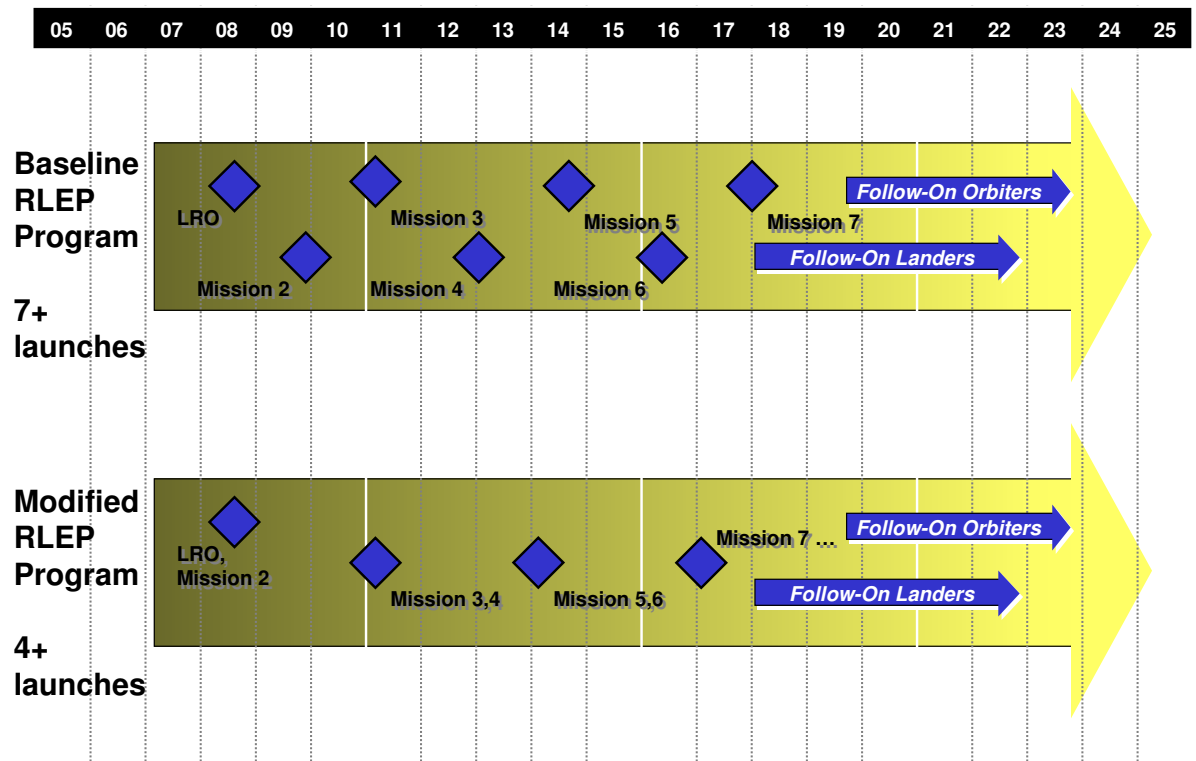 05 06 07 08 09 10 11 12 13 14 15 16 17 18 19 20 21 22 23 24 25
Baseline
RLEP
Program
7+
launches
LRO
Mission 3
Mission 5
Mission 7
Follow-On Orbiters
Mission 2
Mission 4
Mission 6
Follow-On Landers
Modified
RLEP
Program
4+
launches
LRO,
Mission 2
Mission 3,4
Mission 5,6
Mission 7 …
Follow-On Orbiters
Follow-On Landers